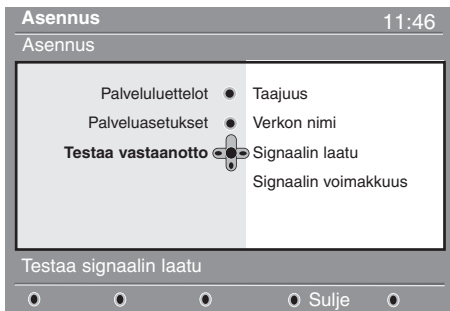 Asennus 11:46
Asennus
Palveluluettelot Taajuus
Palveluasetukset Verkon nimi
Testaa vastaanotto Signaalin laatu
Signaalin voimakkuus
Testaa signaalin laatu
Sulje